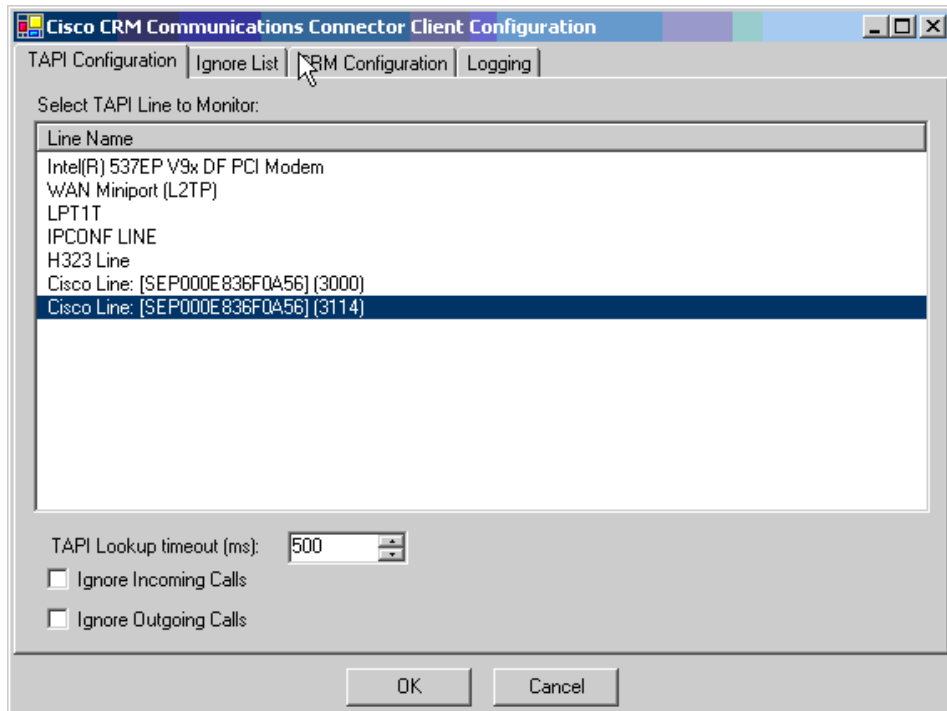 Cisco CRM Communications Connector Client Configuration
TAPI Configuration Ignore List CRM Configuration Logging
Select TAPI Line to Monitor:
Line Name
Intel(R) 537EP V9x DF PCI Modem
WAN Miniport (L2TP)
LPT1T
IPCONF LINE
H323 Line
Cisco Line: [SEP000E836F0A56] (3000)
Cisco Line: [SEP000E836F0A56] (3114)
TAPI Lookup timeout (ms): 500
Ignore Incoming Calls
Ignore Outgoing Calls
OK Cancel